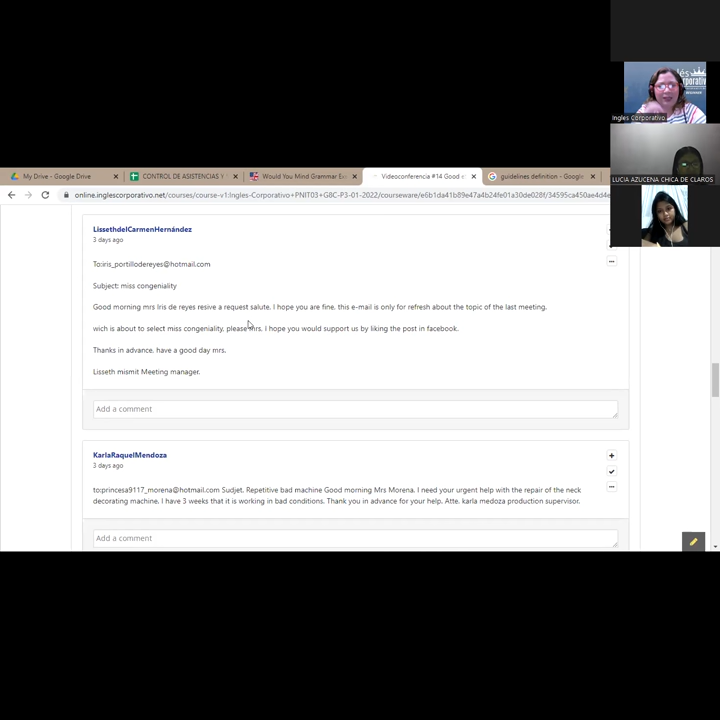 Ingles Corporativo
LUCIA AZUCENA CHICA DE CLAROS
My Drive - Google Drive
CONTROL DE ASISTENCIAS Y
Would You Mind Grammar Exe
Videoconferencia #14 Good e
guidelines definition - Google
online.inglescorporativo.net/courses/course-v1:Ingles-Corporativo+PNIT03+G8C-P3-01-2022/courseware/e6b1da41b89e47a4b24fe01a30de028f/34595ca450ae4d4e
LissethdelCarmenHernández
3 days ago
To:iris_portillodereyes@hotmail.com
Subject: miss congeniality
Good morning mrs Iris de reyes resive a request salute. I hope you are fine, this e-mail is only for refresh about the topic of the last meeting,
wich is about to select miss congeniality, please mrs. I hope you would support us by liking the post in facebook.
Thanks in advance, have a good day mrs.
Lisseth mismit Meeting manager.
Add a comment
KarlaRaquelMendoza
3 days ago
to:princesa9117_morena@hotmail.com Sudjet. Repetitive bad machine Good morning Mrs Morena. I need your urgent help with the repair of the neck
decorating machine, I have 3 weeks that it is working in bad conditions. Thank you in advance for your help. Atte. karla medoza production supervisor.
Add a comment